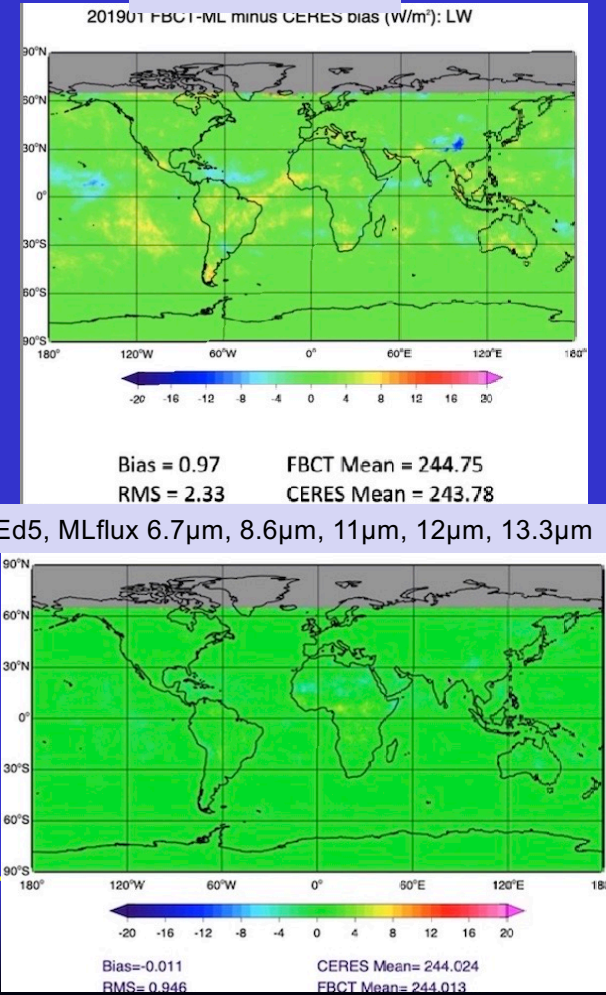 201901 FBCT-ML minus CERES bias (W/m²): LW
90°N
60°N
30°N
0°
30°S
60°S
90°S
180° 120°W 60°W 0° 60°E 120°E 180°
-20 -16 -12 -8 -4 0 4 8 12 16 20
Bias = 0.97 FBCT Mean = 244.75
RMS = 2.33 CERES Mean = 243.78
Ed5, MLflux 6.7µm, 8.6µm, 11µm, 12µm, 13.3µm
90°N
60°N
30°N
0°
30°S
60°S
90°S
180° 120°W 60°W 0° 60°E 120°E 18
-20 -16 -12 -8 -4 0 4 8 12 16 20
Bias=-0.011 CERES Mean= 244.024
RMS= 0.946 FBCT Mean= 244.013